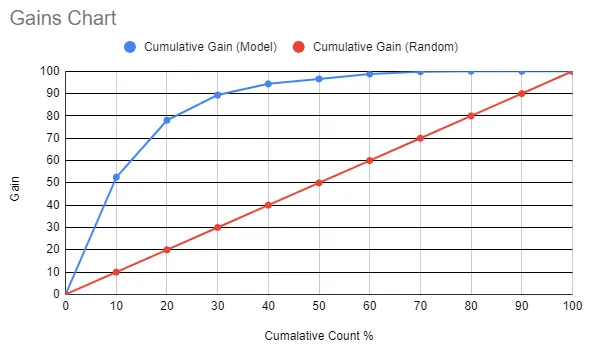 Gains Chart
Cumulative Gain (Model) Cumulative Gain (Random)
100
90
80
70
60
50
40
30
20
10
0
Gain
0 10 20 30 40 50 60 70 80 90 100
Cumalative Count %